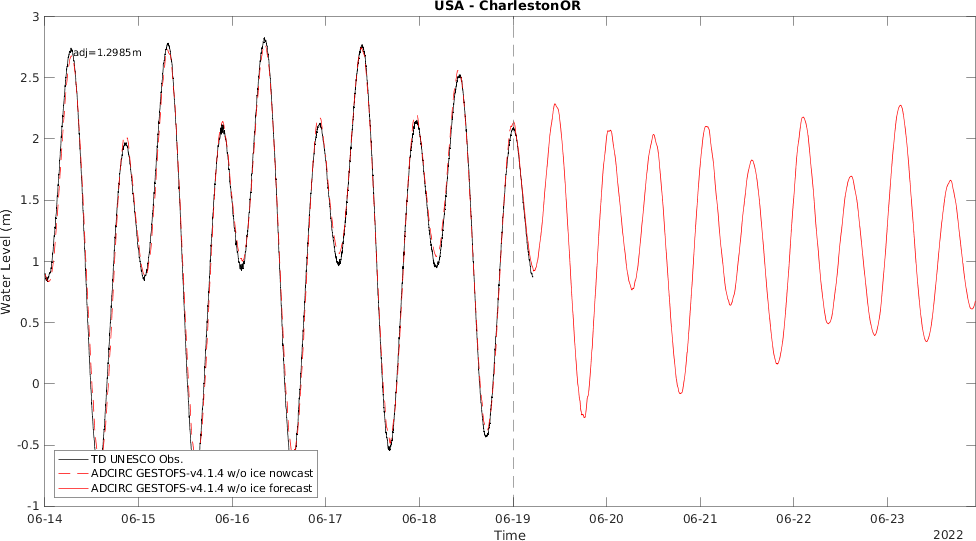 USA - CharlestonOR
adj=1.2985m
Water Level (m)
3
2.5
2
1.5
1
0.5
0
-0.5
-1
TD UNESCO Obs.
ADCIRC GESTOFS-v4.1.4 w/o ice nowcast
ADCIRC GESTOFS-v4.1.4 w/o ice forecast
06-14 06-15 06-16 06-17 06-18 06-19 06-20 06-21 06-22 06-23
Time
2022